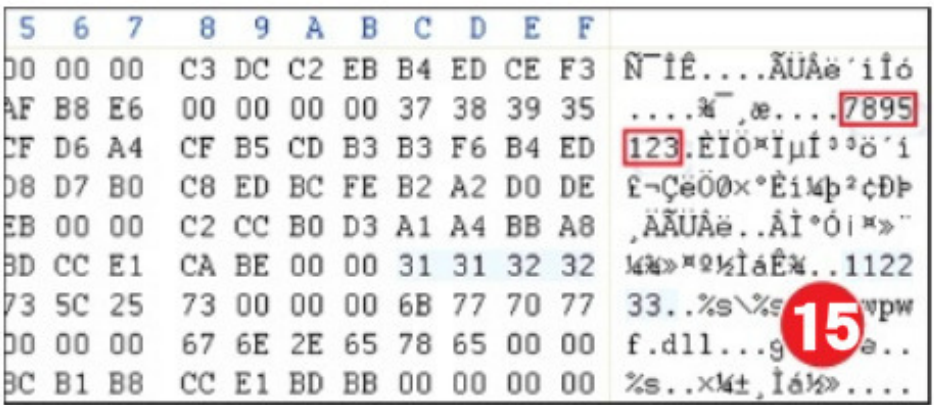 5 6 7 8 9 A B C D E F
00 00 00 C3 DC C2 EB B4 ED CE F3 Ñ¯ÎÊ....ÃÜÂë´íÎó
AF B8 E6 00 00 00 00 37 38 39 35 ....¾¯¸æ....7895
CF D6 A4 CF B5 CD B3 B3 F6 B4 ED 123.ÈÏÖ¤ÏµÍ³³ö´í
D8 D7 B0 C8 ED BC FE B2 A2 D0 DE £¬ÇëÖØ×°Èí¼þ²¢ÐÞ
EB 00 00 C2 CC B0 D3 A1 A4 BB A8 ¸ÄÃÜÂë..ÂÌ°Ó¡¤»¨
BD CC E1 CA BE 00 00 31 31 32 32 ¼¾»¤º½ÌáÊ¾..1122
73 5C 25 73 00 00 00 6B 77 70 77 33..%s\%s wpw
00 00 00 67 6E 2E 65 78 65 00 00 f.dll...g e..
BC B1 B8 CC E1 BD BB 00 00 00 00 %s..×¼±¸Ìá½»....
15